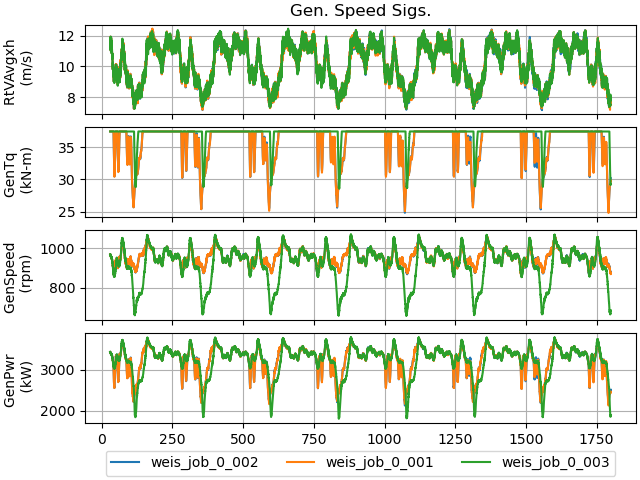 Gen. Speed Sigs.
RtVAvgxh
(m/s)
12
10
8
GenTq
(kN-m)
35
30
25
GenSpeed
(rpm)
1000
800
GenPwr
(kW)
3000
2000
0 250 500 750 1000 1250 1500 1750
weis_job_0_002 weis_job_0_001 weis_job_0_003